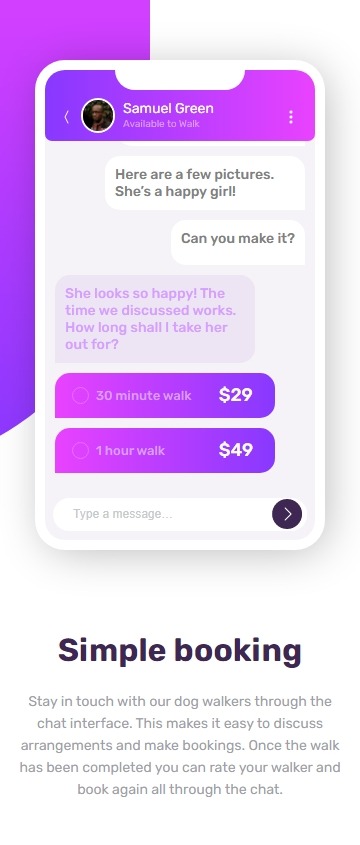 Samuel Green
Available to Walk
Here are a few pictures.
She’s a happy girl!
Can you make it?
She looks so happy! The
time we discussed works.
How long shall I take her
out for?
30 minute walk $29
1 hour walk $49
Type a message…
Simple booking
Stay in touch with our dog walkers through the
chat interface. This makes it easy to discuss
arrangements and make bookings. Once the walk
has been completed you can rate your walker and
book again all through the chat.